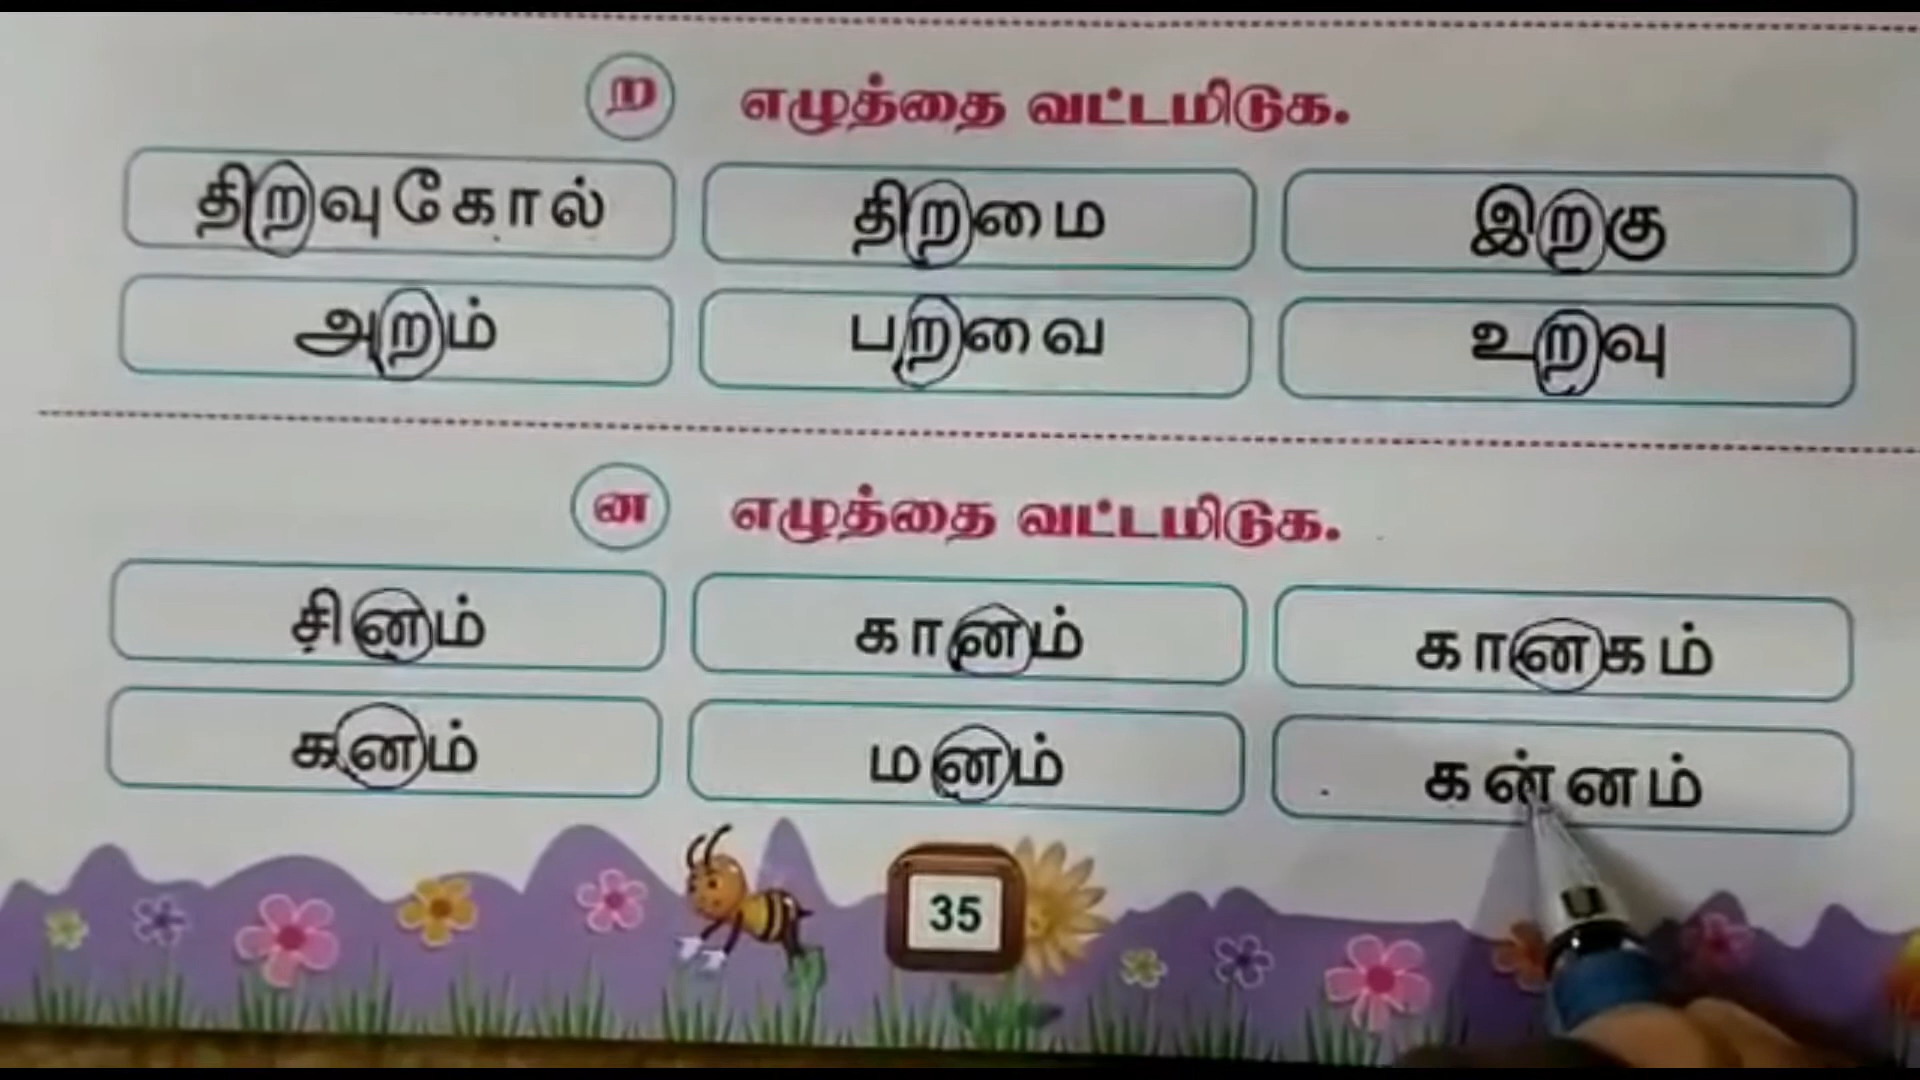 ற எழுத்தை வட்டமிடுக.
திறவுகோல் திறமை இறகு
அறம் பறவை உறவு
ன எழுத்தை வட்டமிடுக.
சினம் கானம் கானகம்
கனம் மனம் கன்னம்
35